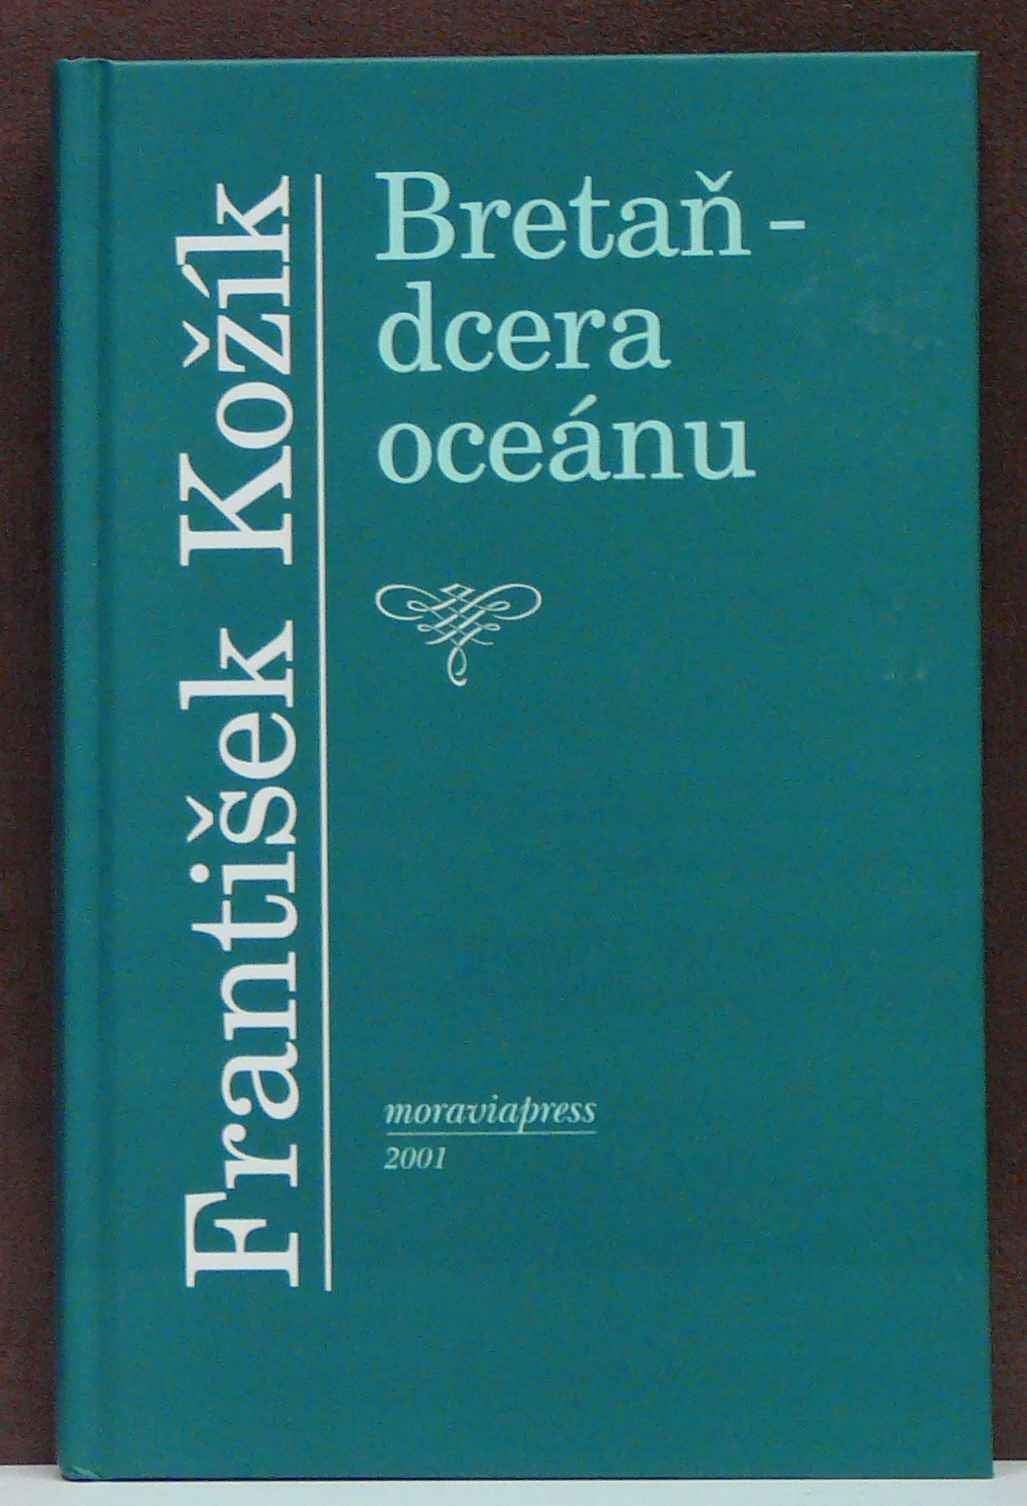 František Kožík
Bretaň -
dcera
oceánu
moraviapress
2001